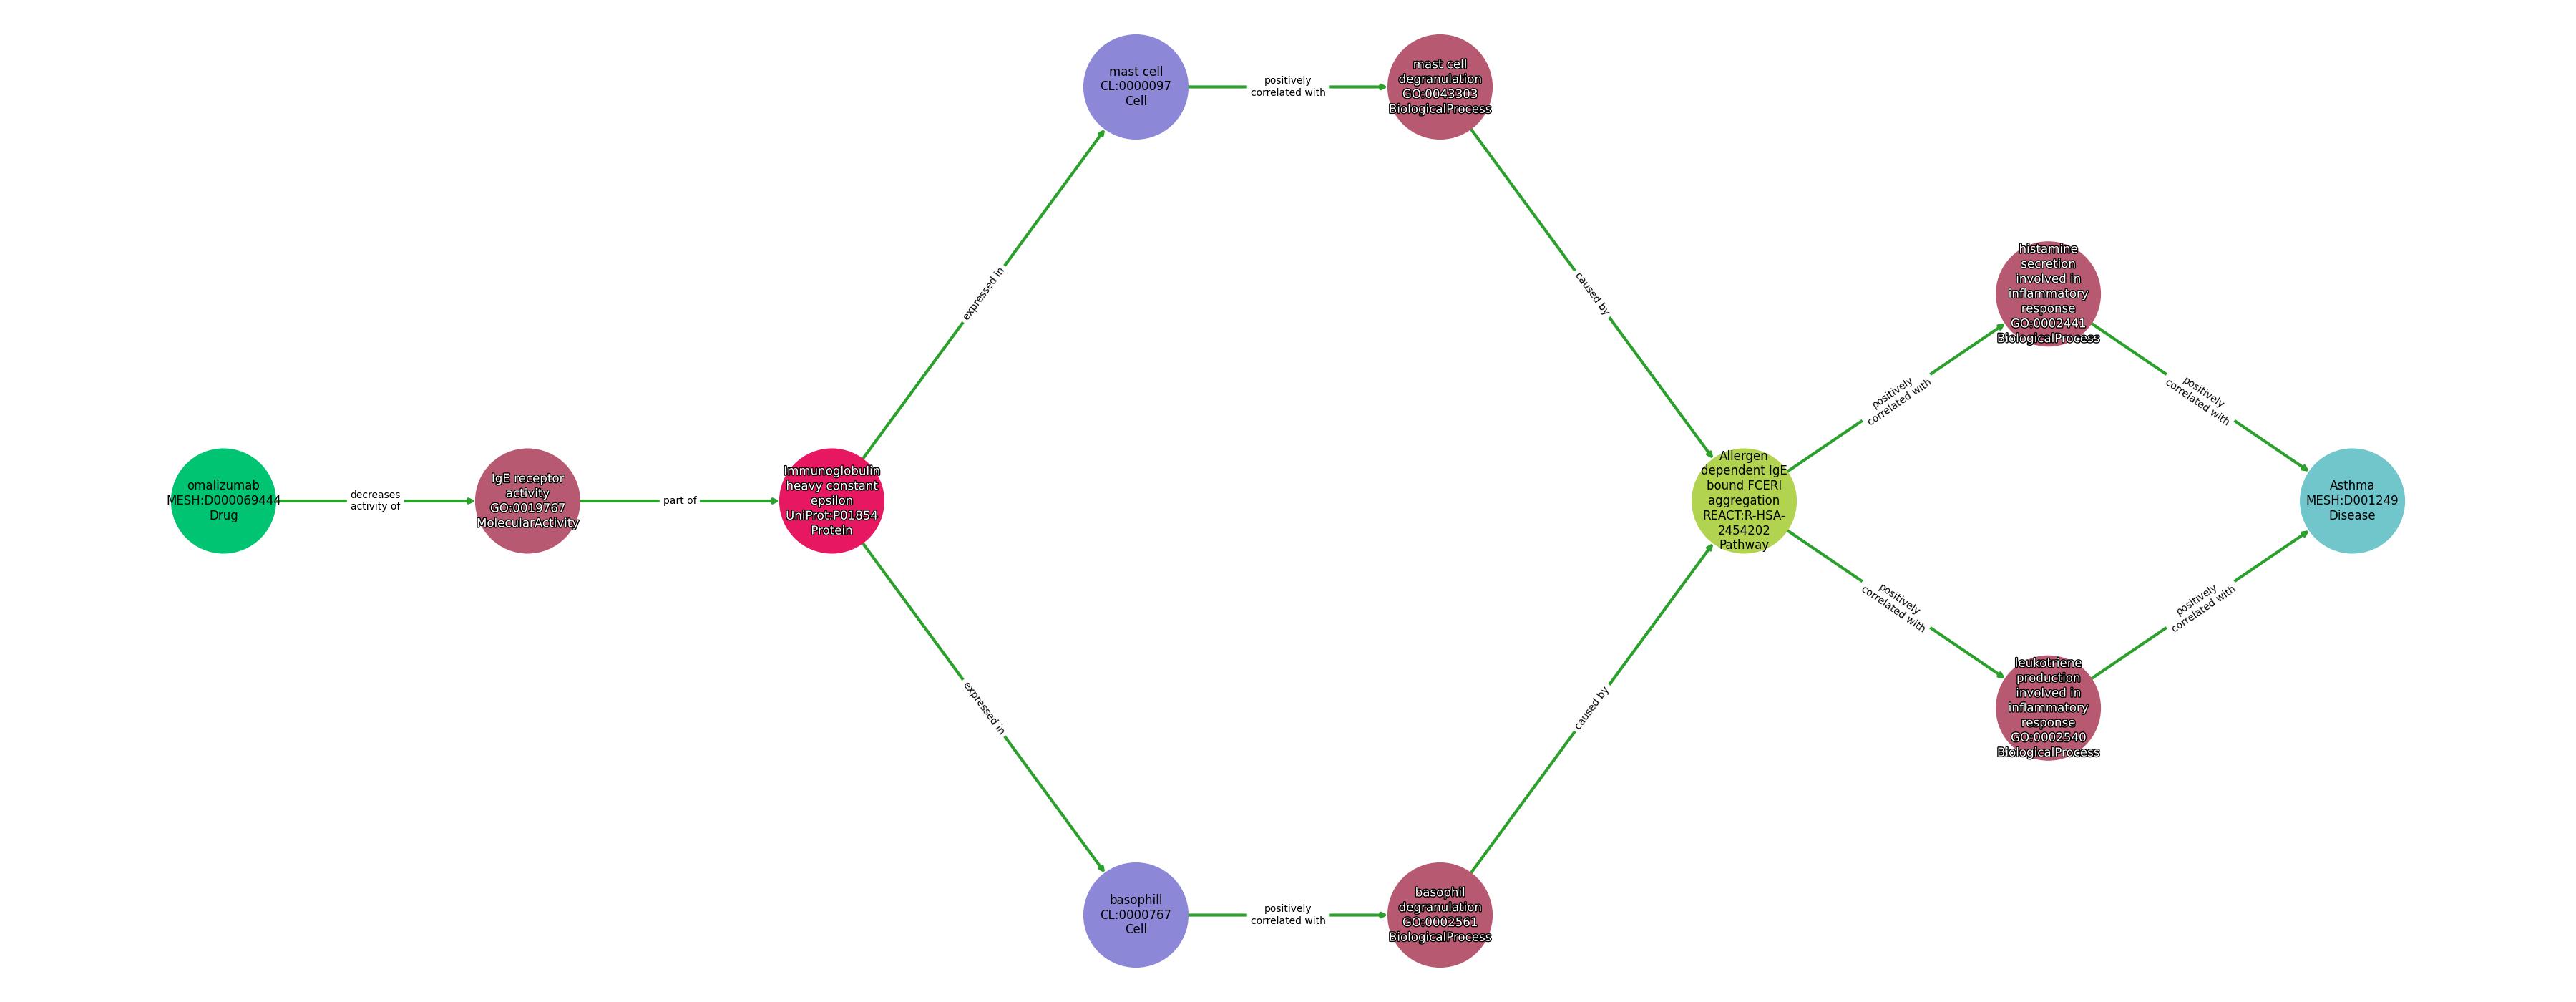 omalizumab
MESH:D000069444
Drug
decreases
activity of
IgE receptor
activity
GO:0019767
MolecularActivity
part of
Immunoglobulin
heavy constant
epsilon
UniProt:P01854
Protein
expressed in
expressed in
mast cell
CL:0000097
Cell
positively
correlated with
mast cell
degranulation
GO:0043303
BiologicalProcess
caused by
basophill
CL:0000767
Cell
positively
correlated with
basophil
degranulation
GO:0002561
BiologicalProcess
caused by
Allergen
dependent IgE
bound FCERI
aggregation
REACT:R-HSA-
2454202
Pathway
positively
correlated with
histamine
secretion
involved in
inflammatory
response
GO:0002441
BiologicalProcess
positively
correlated with
positively
correlated with
leukotriene
production
involved in
inflammatory
response
GO:0002540
BiologicalProcess
positively
correlated with
Asthma
MESH:D001249
Disease